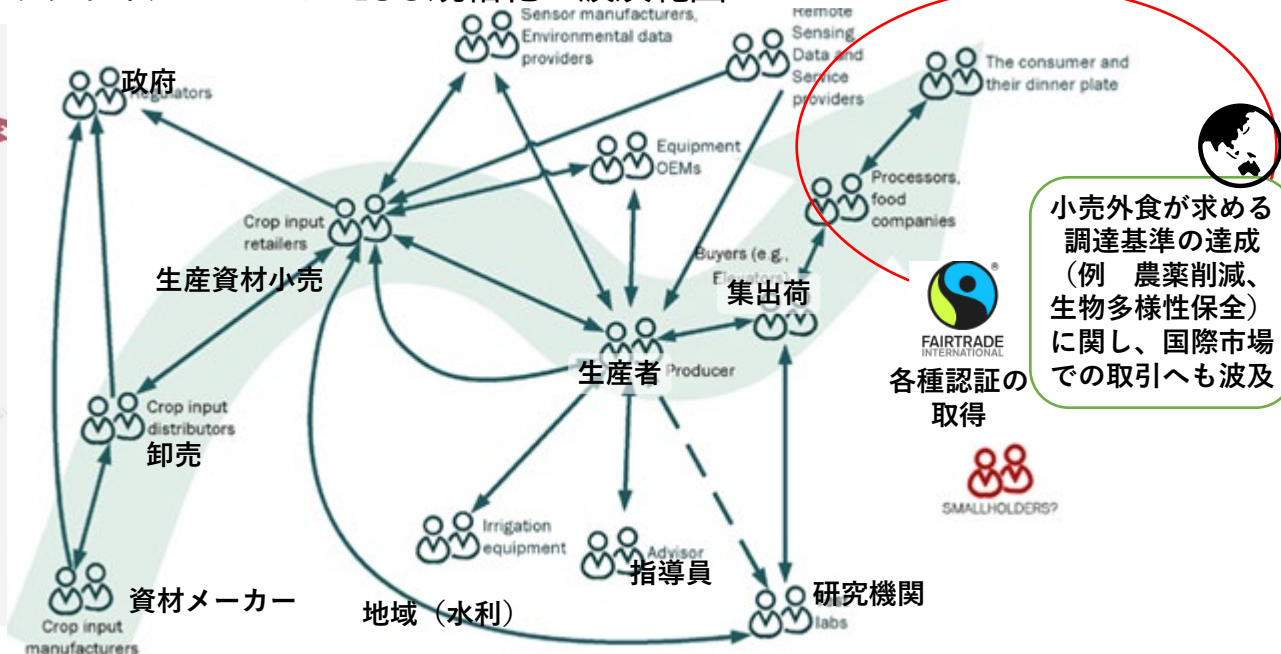 Sensor manufacturers,
Environmental data
providers
Remote
Sensing
Data and
Service
providers
The consumer and
their dinner plate
政府
Regulators
Equipment
OEMs
Processors,
food
companies
Crop input
retailers
生産資材小売
Buyers (e.g.,
Elevators)
集出荷
小売外食が求める
調達基準の達成
(例 農薬削減、
生物多様性保全)
に関し、国際市場
での取引へも波及
®
FAIRTRADE
INTERNATIONAL
各種認証の
取得
生産者
Producer
Crop input
distributors
卸売
SMALLHOLDERS?
Irrigation
equipment
Advisor
指導員
資材メーカー
Crop input
manufacturers
地域(水利)
研究機関
labs